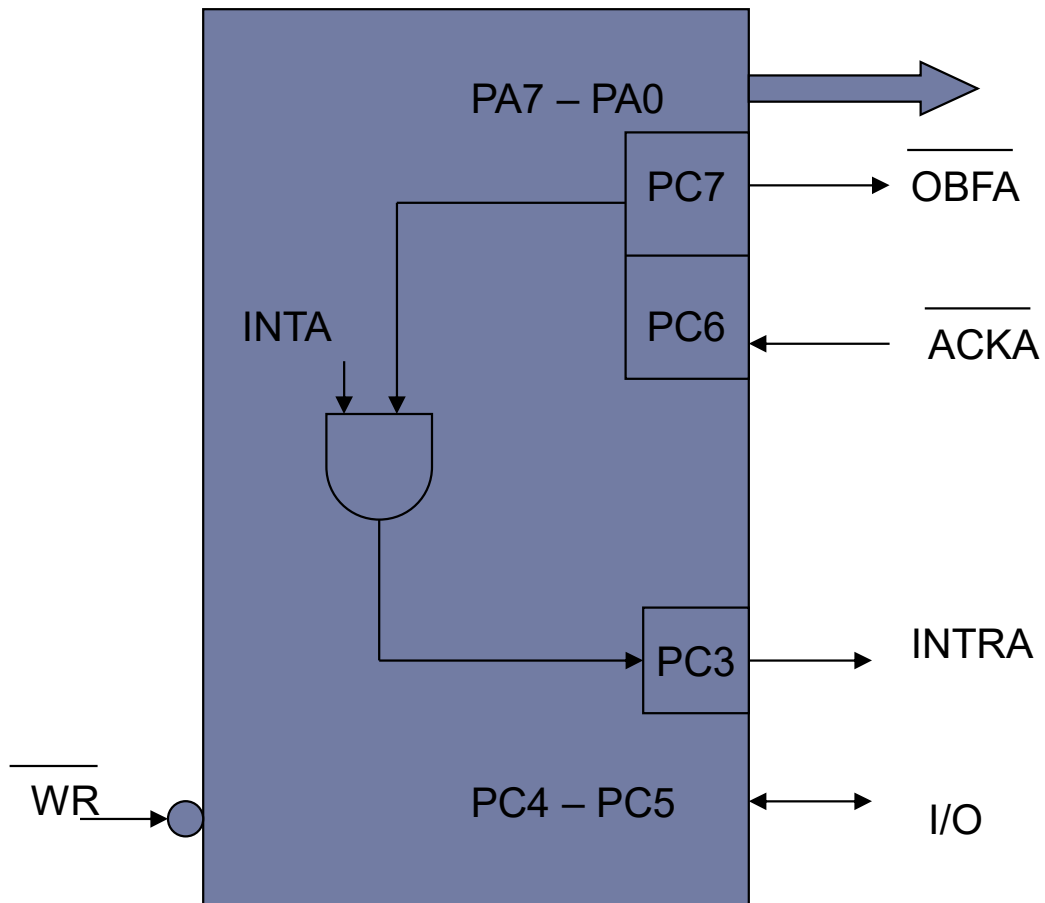 PA7 – PA0
PC7
OBFA
INTA
PC6
ACKA
PC3
INTRA
WR
PC4 – PC5
I/O